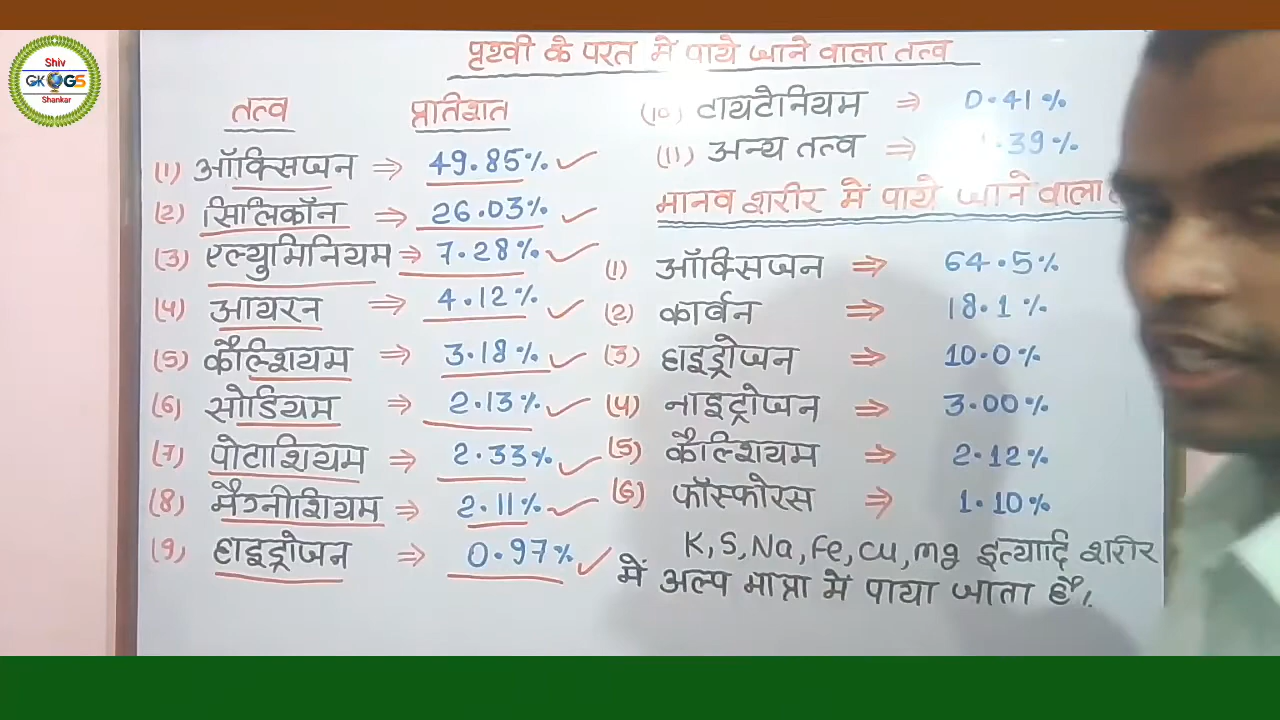 Shiv
GK GS
Shankar
पृथ्वी के परत में पाये जाने वाला तत्व
तत्व प्रतिशत
(1) ऑक्सिजन ⇒ 49.85%
(2) सिलिकॉन ⇒ 26.03%
(3) एल्युमिनियम ⇒ 7.28%
(4) आयरन ⇒ 4.12%
(5) कैल्शियम ⇒ 3.18%
(6) सोडियम ⇒ 2.13%
(7) पोटाशियम ⇒ 2.33%
(8) मैग्नीशियम ⇒ 2.11%
(9) हाइड्रोजन ⇒ 0.97%
(10) टायटेनियम ⇒ 0.41%
(11) अन्य तत्व ⇒ .39%
मानव शरीर में पाये जाने वाला
(1) ऑक्सिजन ⇒ 64.5%
(2) कार्बन ⇒ 18.1%
(3) हाइड्रोजन ⇒ 10.0%
(4) नाइट्रोजन ⇒ 3.00%
(5) कैल्शियम ⇒ 2.12%
(6) फॉस्फोरस ⇒ 1.10%
K, S, Na, Fe, Cu, mg इत्यादि शरीर
में अल्प मात्रा में पाया जाता है।